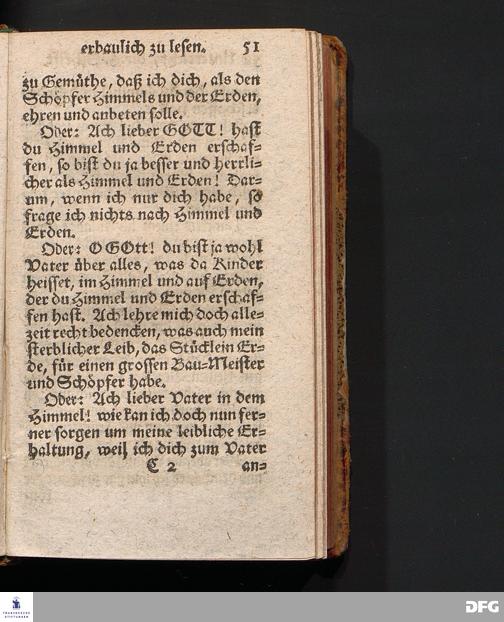 erbaulich zu lesen. 51
zu Gemüthe, daß ich dich, als den
Schöpfer Himmels und der Erden,
ehren und anbeten solle.
Oder: Ach lieber GOTT! hast
du Himmel und Erden erschaf=
fen, so bist du ja besser und herrli=
cher als Himmel und Erden! Dar=
um, wenn ich nur dich habe, so
frage ich nichts nach Himmel und
Erden.
Oder: O GOtt! du bist ja wohl
Vater über alles, was da Kinder
heisset, im Himmel und auf Erden,
der du Himmel und Erden erschaf=
fen hast. Ach lehre mich doch alle=
zeit recht bedencken, was auch mein
sterblicher Leib, das Stücklein Er=
de, für einen grossen Bau=Meister
und Schöpfer habe.
Oder: Ach lieber Vater in dem
Himmel! wie kan ich doch nun fer=
ner sorgen um meine leibliche Er=
haltung, weil ich dich zum Vater
C 2 an=
FRANCKESCHE
STIFTUNGEN
DFG